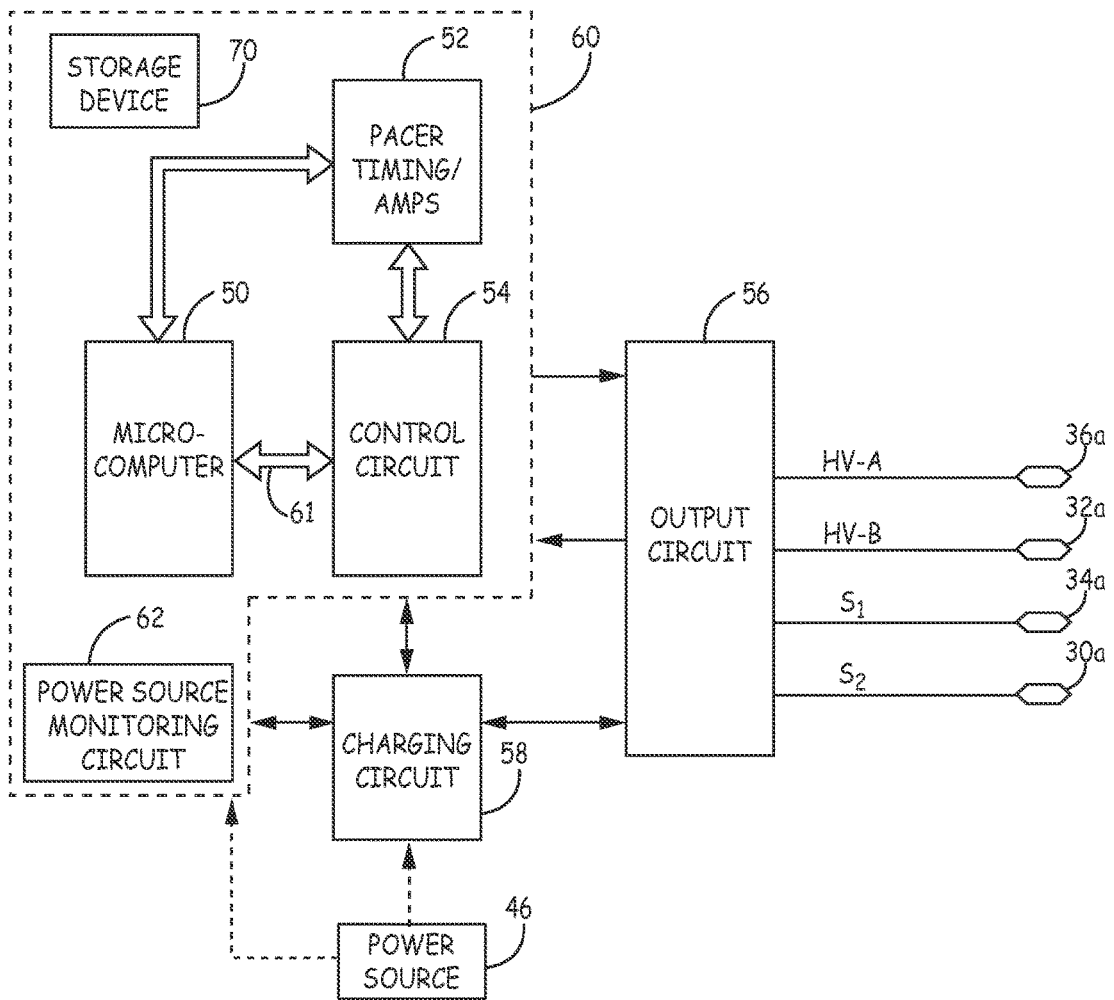 STORAGE
DEVICE
70
52
60
PACER
TIMING/
AMPS
50
54
56
MICRO-
COMPUTER
CONTROL
CIRCUIT
61
OUTPUT
CIRCUIT
HV-A
36a
HV-B
32a
S1
34a
S2
30a
62
POWER SOURCE
MONITORING
CIRCUIT
CHARGING
CIRCUIT
58
46
POWER
SOURCE